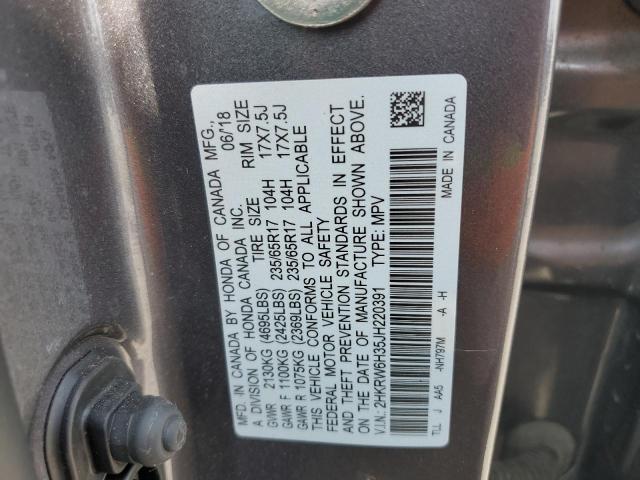 MFD. IN CANADA BY HONDA OF CANADA MFG.,
A DIVISION OF HONDA CANADA INC. 06/18
TIRE SIZE RIM SIZE
GVWR 2130KG (4695LBS) 235/65R17 104H 17X7.5J
GAWR F 1100KG (2425LBS) 235/65R17 104H 17X7.5J
GAWR R 1075KG (2369LBS)
THIS VEHICLE CONFORMS TO ALL APPLICABLE
FEDERAL MOTOR VEHICLE SAFETY
AND THEFT PREVENTION STANDARDS IN EFFECT
ON THE DATE OF MANUFACTURE SHOWN ABOVE.
V.I.N.: 2HKRW6H35JH220391 TYPE: MPV
TLL J AA5 -NH797M -A -H MADE IN CANADA